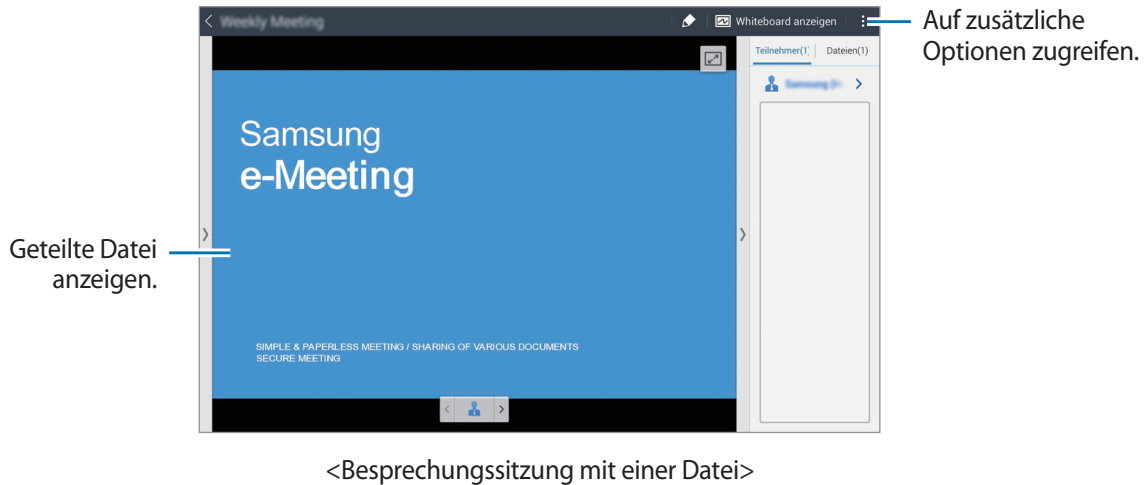 Weekly Meeting
Whiteboard anzeigen
Auf zusätzliche
Optionen zugreifen.
Teilnehmer(1)
Dateien(1)
Samsung
Samsung
e-Meeting
Geteilte Datei
anzeigen.
SIMPLE & PAPERLESS MEETING / SHARING OF VARIOUS DOCUMENTS
SECURE MEETING
<Besprechungssitzung mit einer Datei>